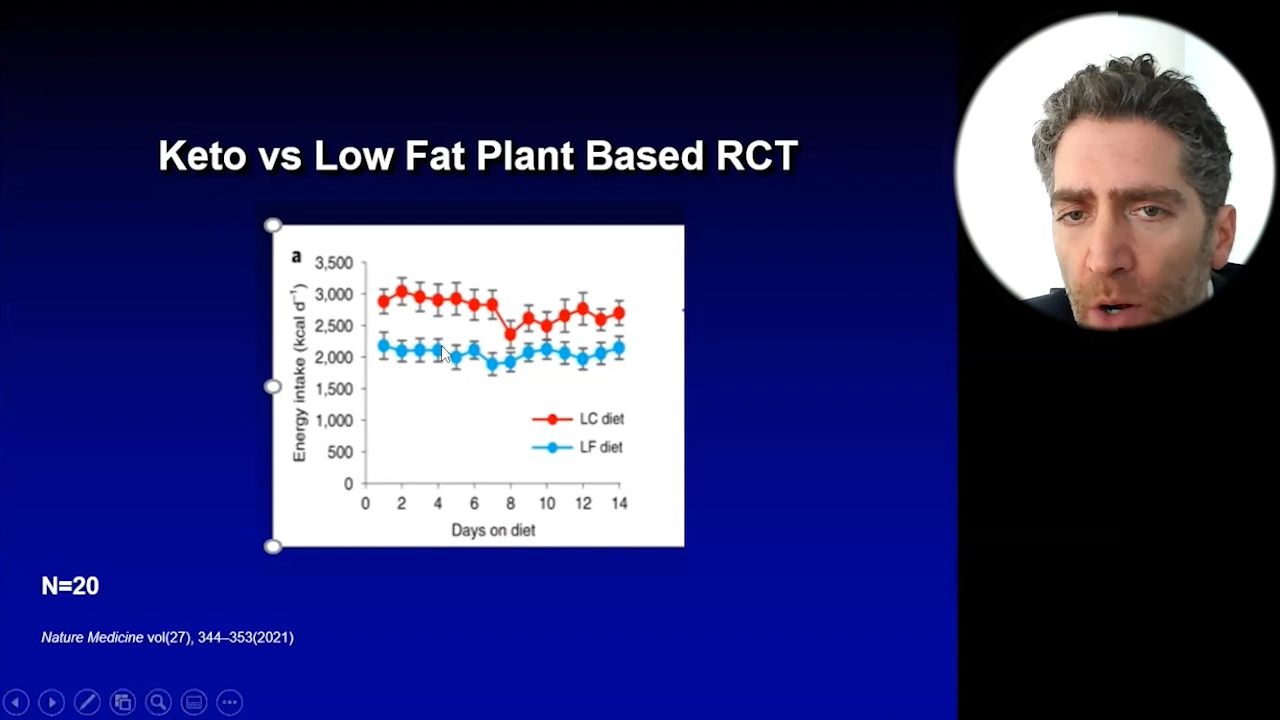 Keto vs Low Fat Plant Based RCT
a
3,500
3,000
2,500
2,000
1,500
1,000
500
0
Energy intake (kcal d⁻¹)
LC diet
LF diet
0 2 4 6 8 10 12 14
Days on diet
N=20
Nature Medicine vol(27), 344–353(2021)